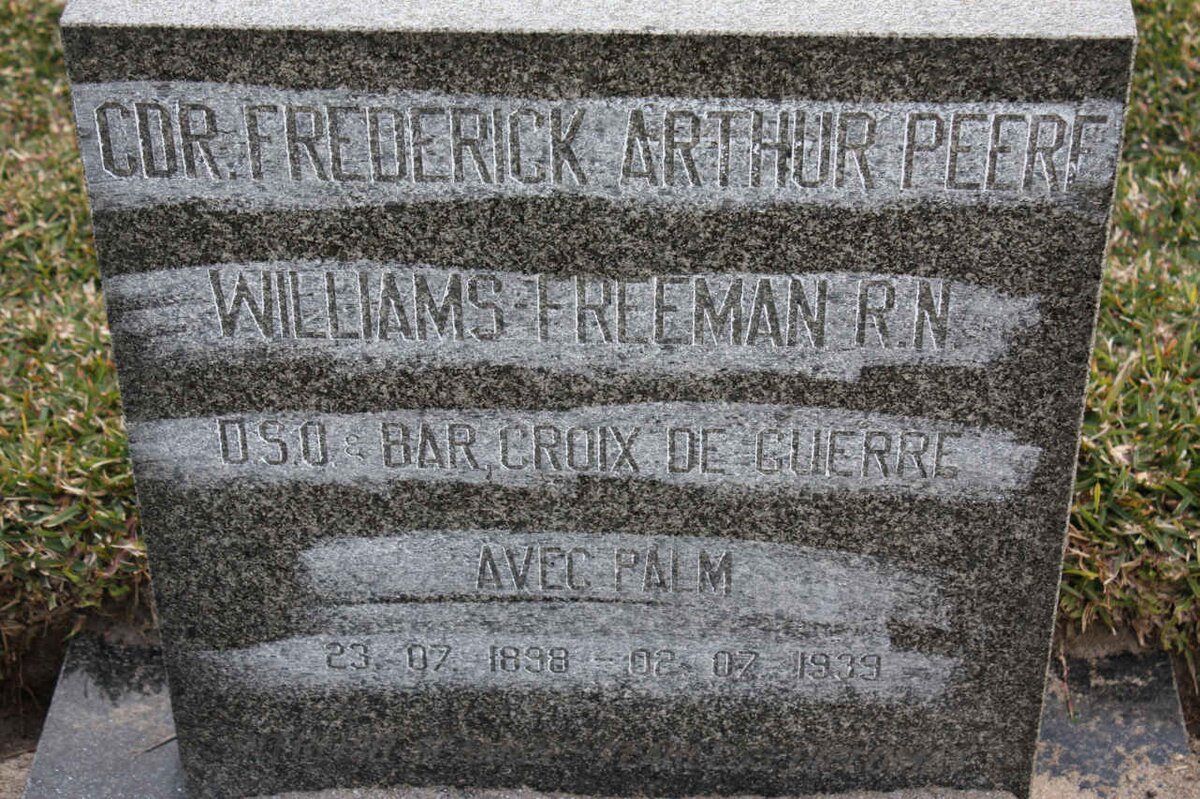 CDR. FREDERICK ARTHUR PEERE
WILLIAMS-FREEMAN R.N
D.S.O. & BAR, CROIX DE GUERRE
AVEC PALM
23. 07. 1898 - 02. 07. 1939